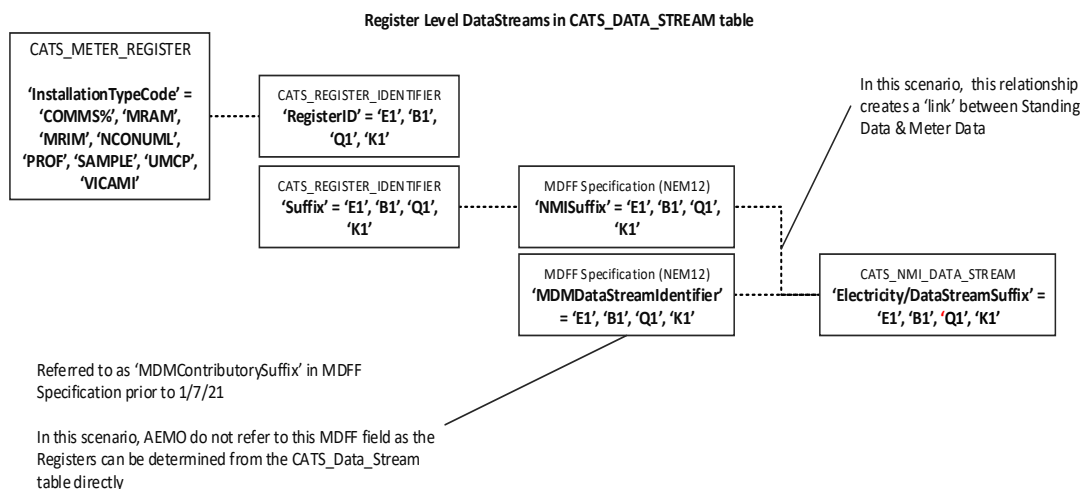 Register Level DataStreams in CATS_DATA_STREAM table
CATS_METER_REGISTER
‘InstallationTypeCode’ =
‘COMMS%’, ‘MRAM’,
‘MRIM’, ‘NCONUML’,
‘PROF’, ‘SAMPLE’, ‘UMCP’,
‘VICAMI’
CATS_REGISTER_IDENTIFIER
‘RegisterID’ = ‘E1’, ‘B1’,
‘Q1’, ‘K1’
CATS_REGISTER_IDENTIFIER
‘Suffix’ = ‘E1’, ‘B1’, ‘Q1’,
‘K1’
MDFF Specification (NEM12)
‘NMISuffix’ = ‘E1’, ‘B1’, ‘Q1’,
‘K1’
MDFF Specification (NEM12)
‘MDMDataStreamIdentifier’
= ‘E1’, ‘B1’, ‘Q1’, ‘K1’
In this scenario, this relationship
creates a ‘link’ between Standing
Data & Meter Data
CATS_NMI_DATA_STREAM
‘Electricity/DataStreamSuffix’ =
‘E1’, ‘B1’, ‘Q1’, ‘K1’
Referred to as ‘MDMContributorySuffix’ in MDFF
Specification prior to 1/7/21
In this scenario, AEMO do not refer to this MDFF field as the
Registers can be determined from the CATS_Data_Stream
table directly